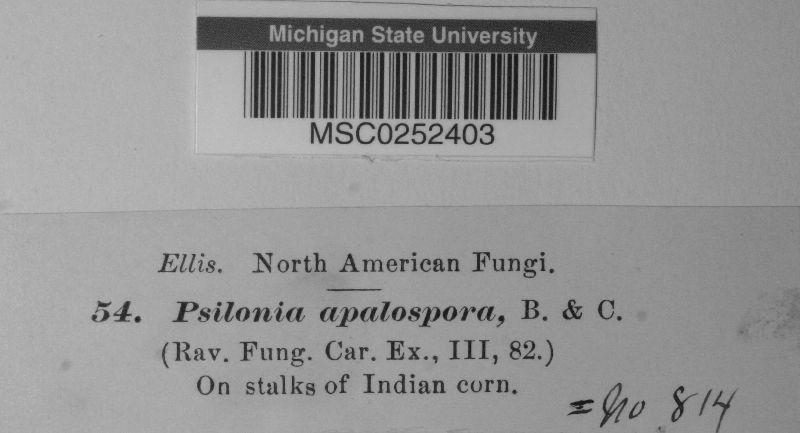 Michigan State University
MSC0252403
Ellis. North American Fungi.
54. Psilonia apalospora, B. & C.
(Rav. Fung. Car. Ex., III, 82.)
On stalks of Indian corn.
= No 814